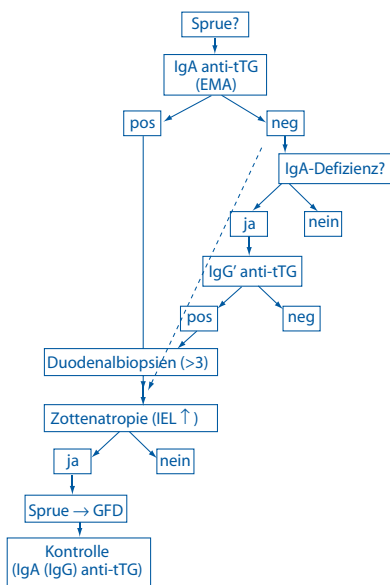 Sprue?
IgA anti-tTG
(EMA)
pos
neg
IgA-Defizienz?
ja
nein
IgG' anti-tTG
pos
neg
Duodenalbiopsien (>3)
Zottenatropie (IEL ↑)
ja
nein
Sprue → GFD
Kontrolle
(IgA (IgG) anti-tTG)